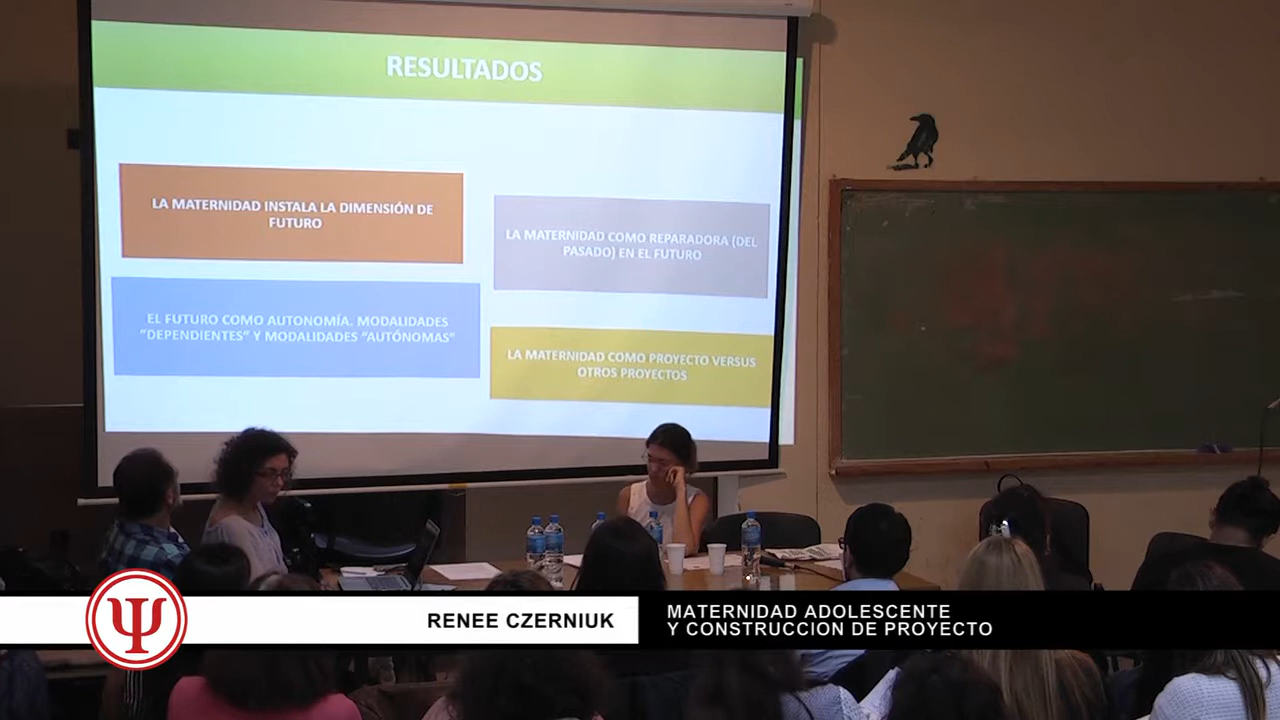 RESULTADOS
LA MATERNIDAD INSTALA LA DIMENSIÓN DE
FUTURO
LA MATERNIDAD COMO REPARADORA (DEL
PASADO) EN EL FUTURO
EL FUTURO COMO AUTONOMÍA. MODALIDADES
"DEPENDIENTES" Y MODALIDADES "AUTÓNOMAS"
LA MATERNIDAD COMO PROYECTO VERSUS
OTROS PROYECTOS
Ψ
RENEE CZERNIUK
MATERNIDAD ADOLESCENTE
Y CONSTRUCCION DE PROYECTO